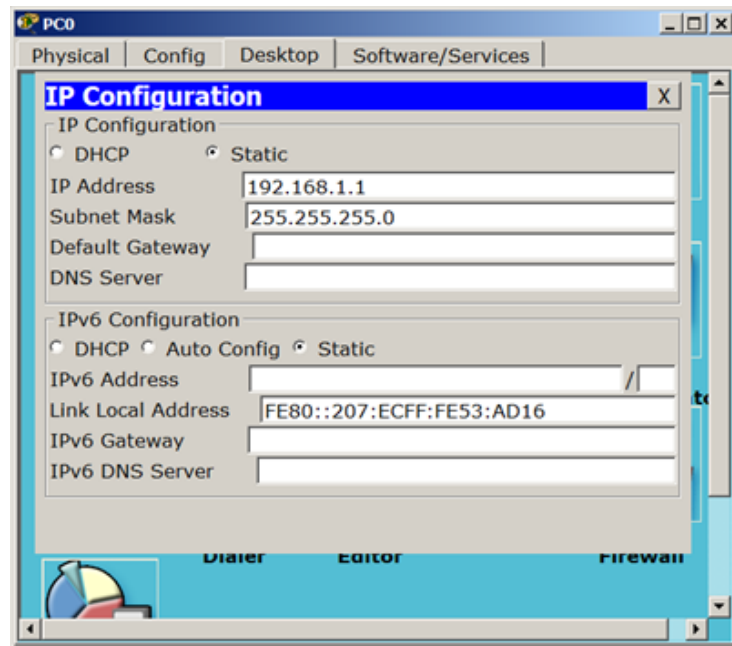 PC0
Physical Config Desktop Software/Services
IP Configuration X
IP Configuration
DHCP Static
IP Address 192.168.1.1
Subnet Mask 255.255.255.0
Default Gateway
DNS Server
IPv6 Configuration
DHCP Auto Config Static
IPv6 Address /
Link Local Address FE80::207:ECFF:FE53:AD16
IPv6 Gateway
IPv6 DNS Server
Dialer Editor Firewall